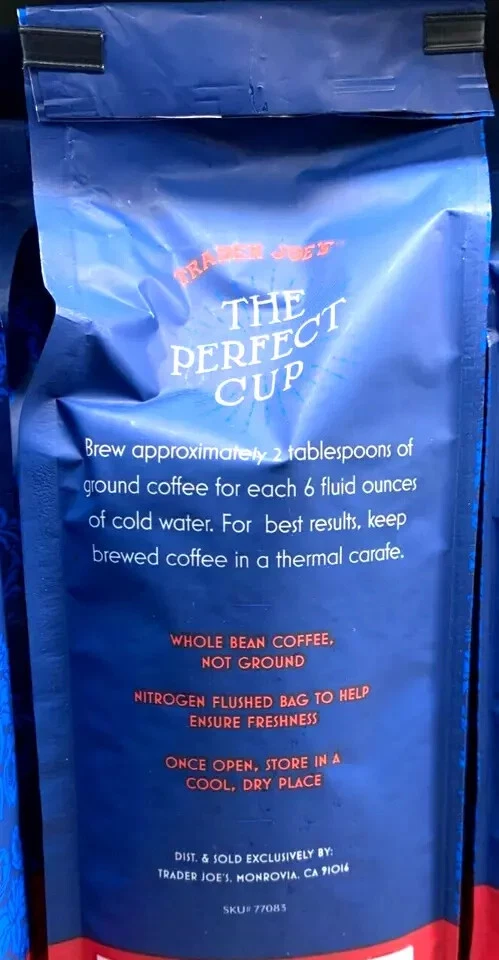 TRADER JOE'S
THE
PERFECT
CUP
Brew approximately 2 tablespoons of
ground coffee for each 6 fluid ounces
of cold water. For best results, keep
brewed coffee in a thermal carafe.
WHOLE BEAN COFFEE,
NOT GROUND
NITROGEN FLUSHED BAG TO HELP
ENSURE FRESHNESS
ONCE OPEN, STORE IN A
COOL, DRY PLACE
DIST. & SOLD EXCLUSIVELY BY:
TRADER JOE'S, MONROVIA, CA 91016
SKU# 77083